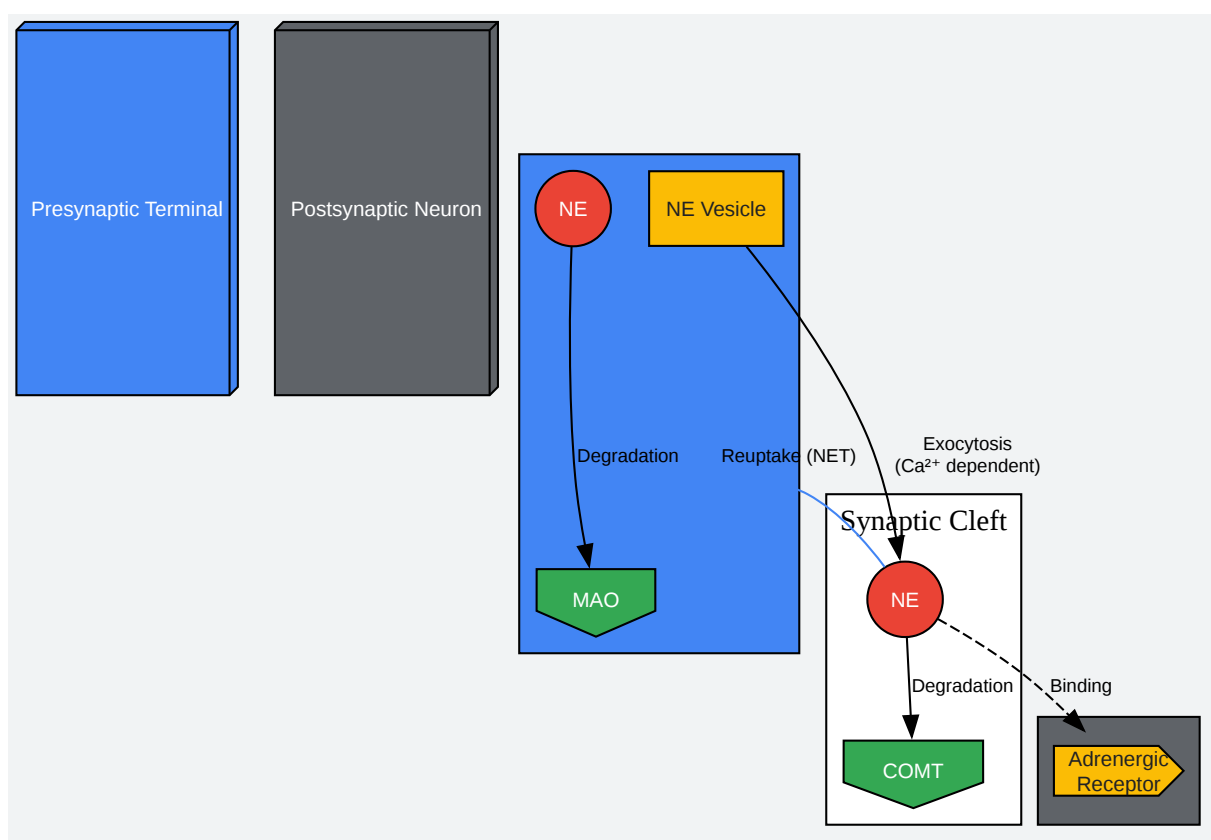 Presynaptic Terminal
Postsynaptic Neuron
NE
NE Vesicle
Degradation
Reuptake (NET)
Exocytosis
(Ca²⁺ dependent)
Synaptic Cleft
MAO
NE
Degradation
Binding
COMT
Adrenergic
Receptor